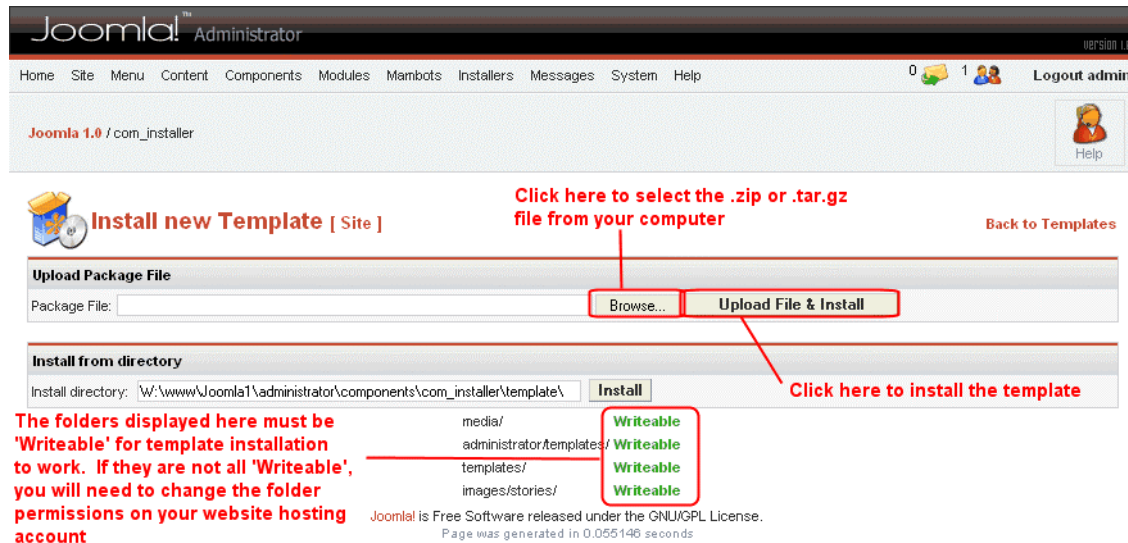 Joomla!™ Administrator
version 1.
Home Site Menu Content Components Modules Mambots Installers Messages System Help 0 1 Logout admin
Joomla 1.0 / com_installer
Help
Click here to select the .zip or .tar.gz
file from your computer
Install new Template [ Site ]
Back to Templates
Upload Package File
Package File: Browse... Upload File & Install
Install from directory
Install directory: W:\www\Joomla1\administrator\components\com_installer\template\ Install
Click here to install the template
The folders displayed here must be
'Writeable' for template installation
to work. If they are not all 'Writeable',
you will need to change the folder
permissions on your website hosting
account
media/ Writeable
administrator/templates/ Writeable
templates/ Writeable
images/stories/ Writeable
Joomla! is Free Software released under the GNU/GPL License.
Page was generated in 0.055146 seconds